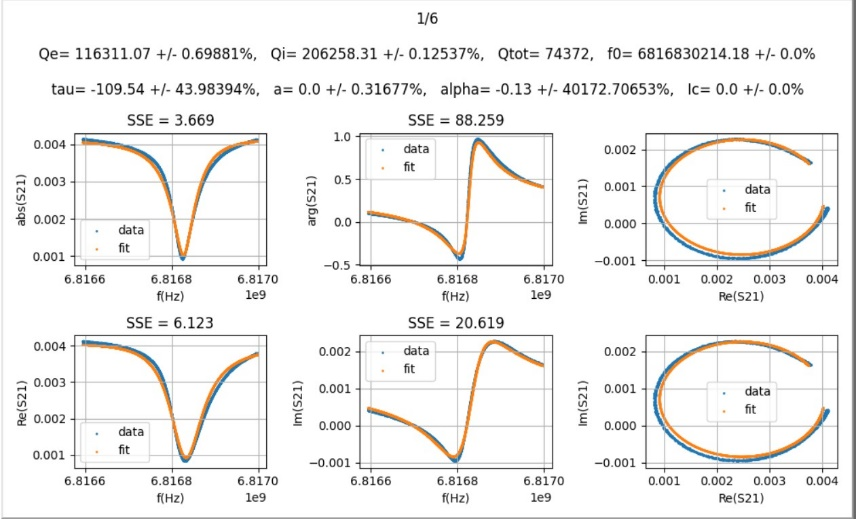 1/6
Qe= 116311.07 +/- 0.69881%,   Qi= 206258.31 +/- 0.12537%,   Qtot= 74372,   f0= 6816830214.18 +/- 0.0%
tau= -109.54 +/- 43.98394%,   a= 0.0 +/- 0.31677%,   alpha= -0.13 +/- 40172.70653%,   Ic= 0.0 +/- 0.0%
SSE = 3.669
abs(S21)
0.004
0.003
0.002
0.001
data
fit
6.8166 6.8168 6.8170
f(Hz)
1e9
SSE = 88.259
arg(S21)
1.0
0.5
0.0
−0.5
data
fit
6.8166 6.8168 6.8170
f(Hz)
1e9
Im(S21)
0.002
0.001
0.000
−0.001
data
fit
0.001 0.002 0.003 0.004
Re(S21)
SSE = 6.123
Re(S21)
0.004
0.003
0.002
0.001
data
fit
6.8166 6.8168 6.8170
f(Hz)
1e9
SSE = 20.619
Im(S21)
0.002
0.001
0.000
−0.001
data
fit
6.8166 6.8168 6.8170
f(Hz)
1e9
Im(S21)
0.002
0.001
0.000
−0.001
data
fit
0.001 0.002 0.003 0.004
Re(S21)